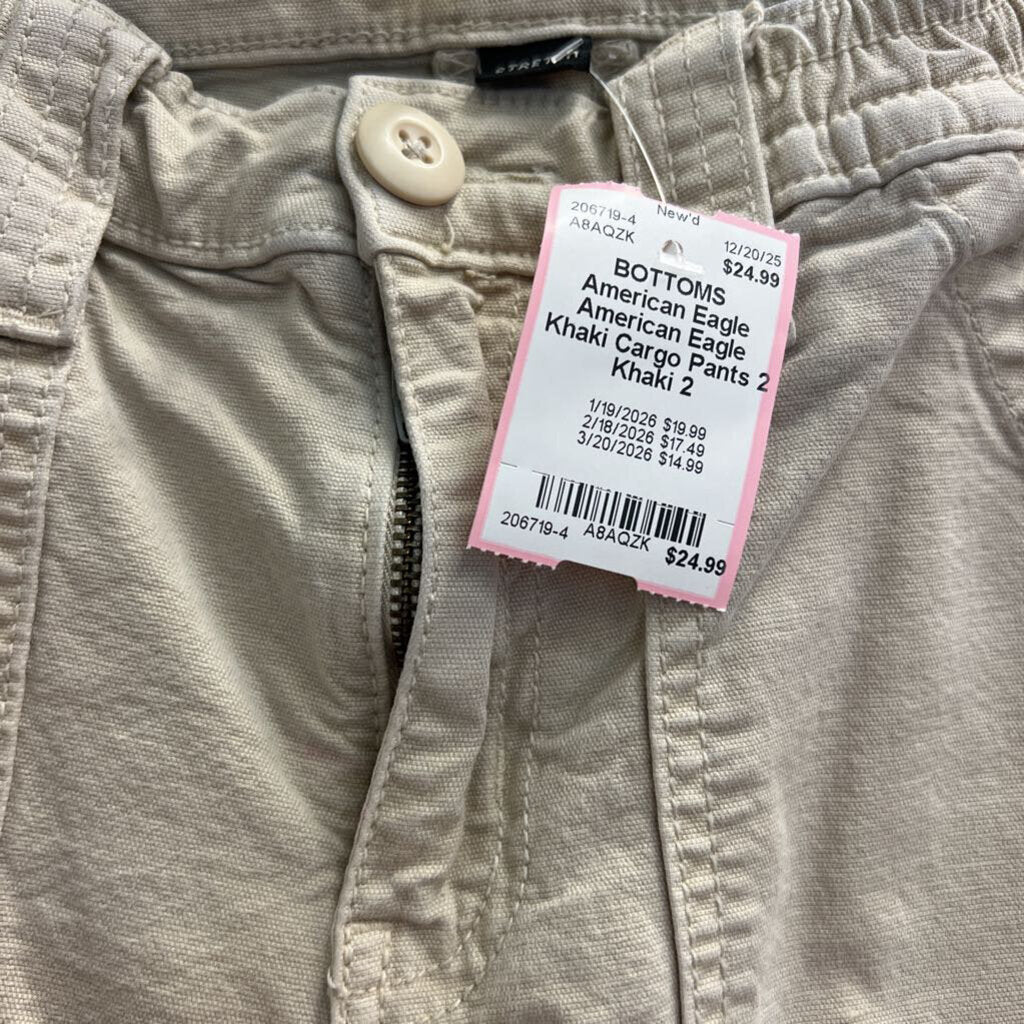 STRETCH
206719-4
New'd
12/20/25
A8AQZK
$24.99
BOTTOMS
American Eagle
American Eagle
Khaki Cargo Pants 2
Khaki 2
1/19/2026 $19.99
2/18/2026 $17.49
3/20/2026 $14.99
206719-4 A8AQZK $24.99